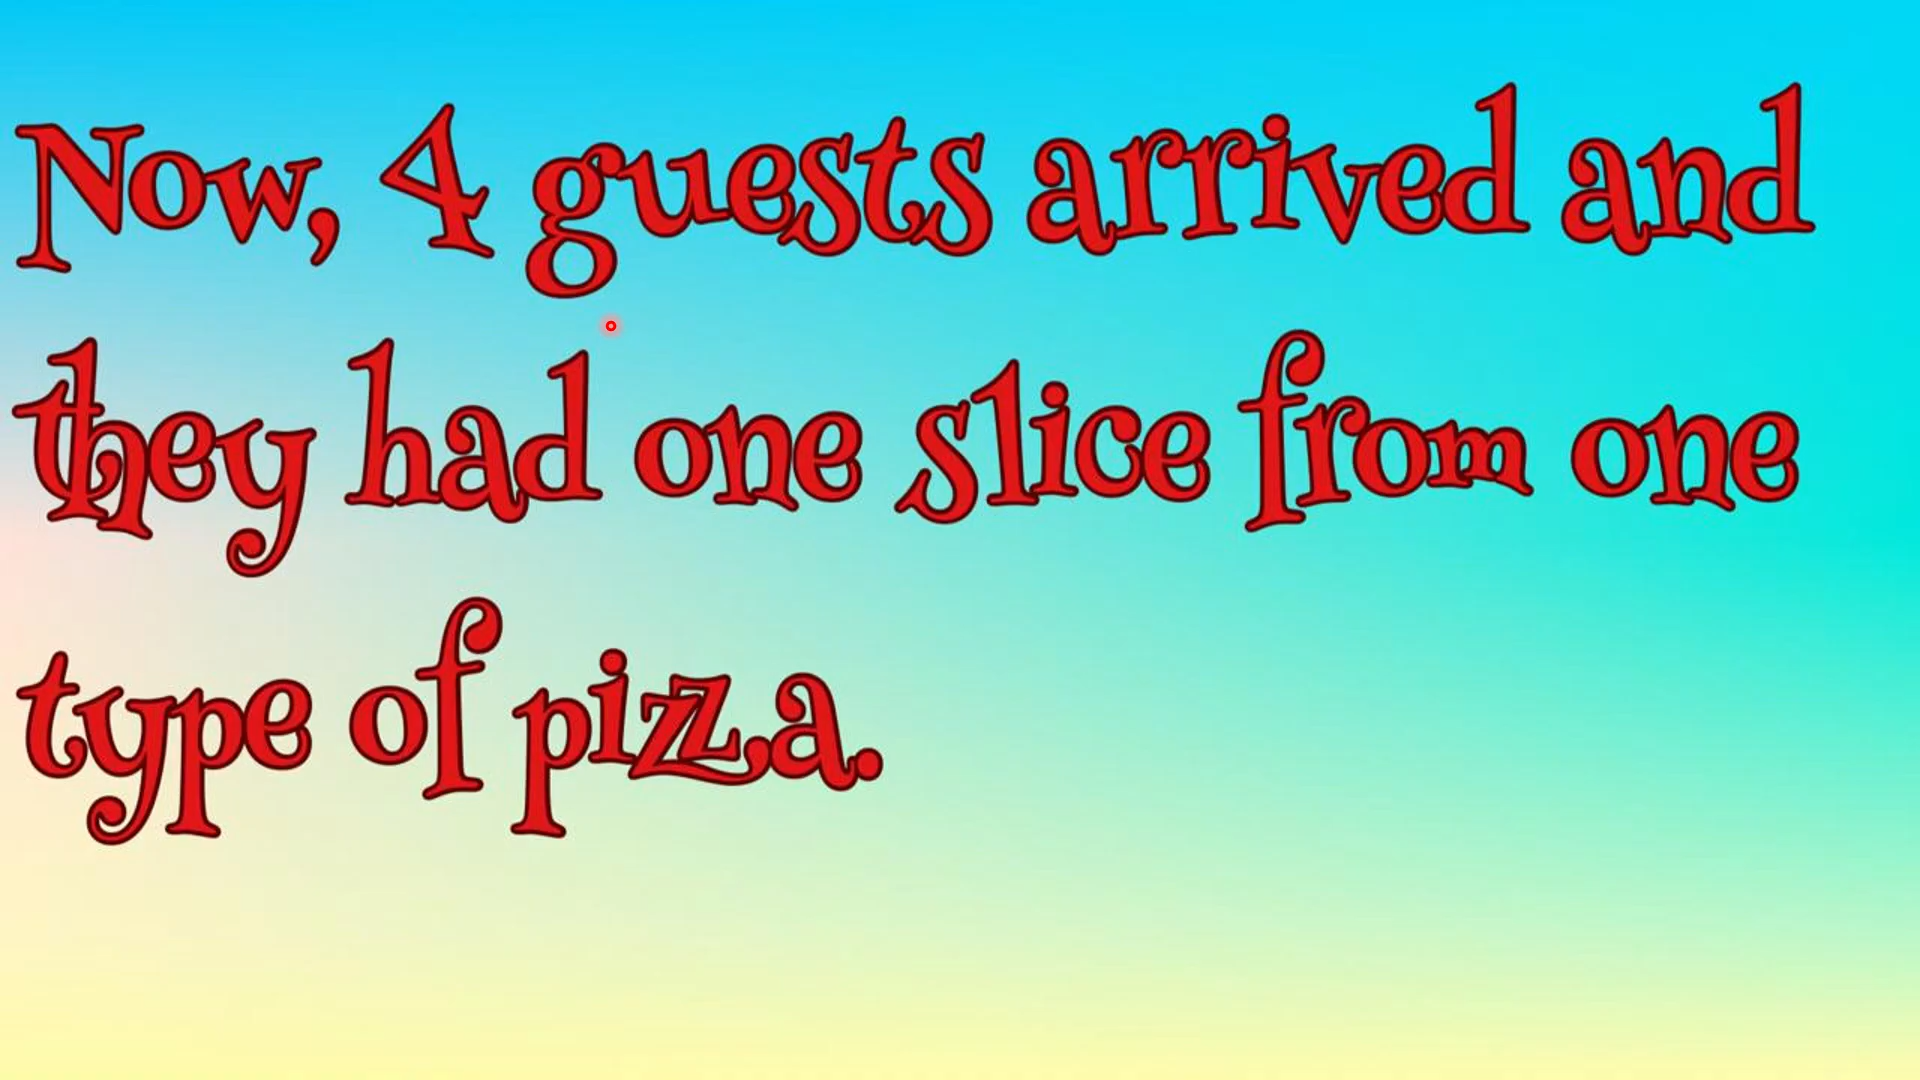 Now, 4 guests arrived and
they had one slice from one
type of pizza.